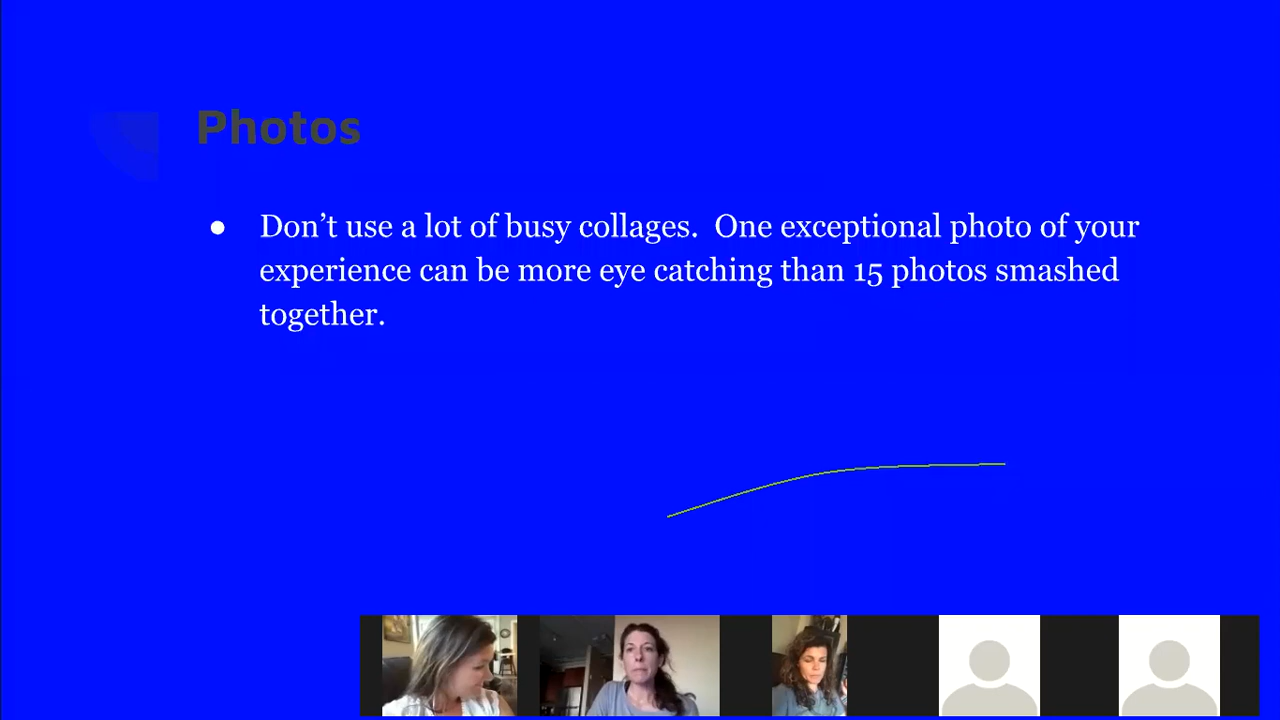 Photos
● Don’t use a lot of busy collages.  One exceptional photo of your
experience can be more eye catching than 15 photos smashed
together.